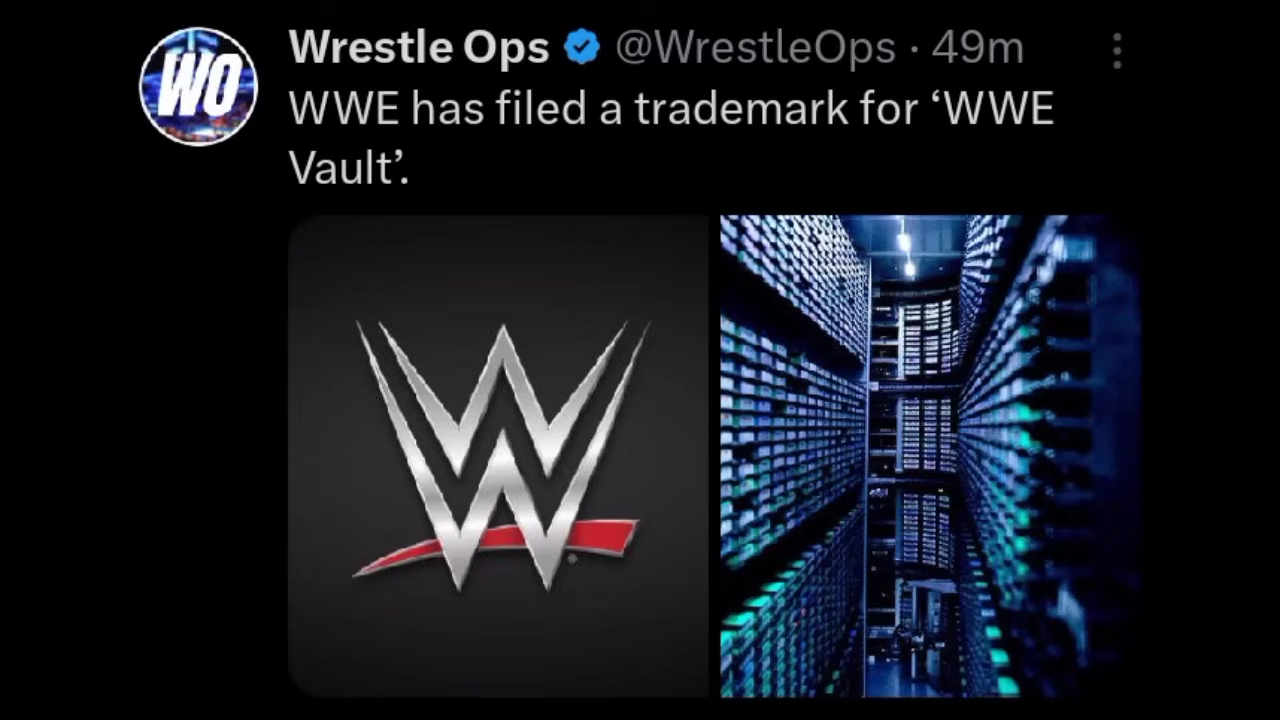 WO
Wrestle Ops @WrestleOps · 49m
WWE has filed a trademark for ‘WWE
Vault’.
W